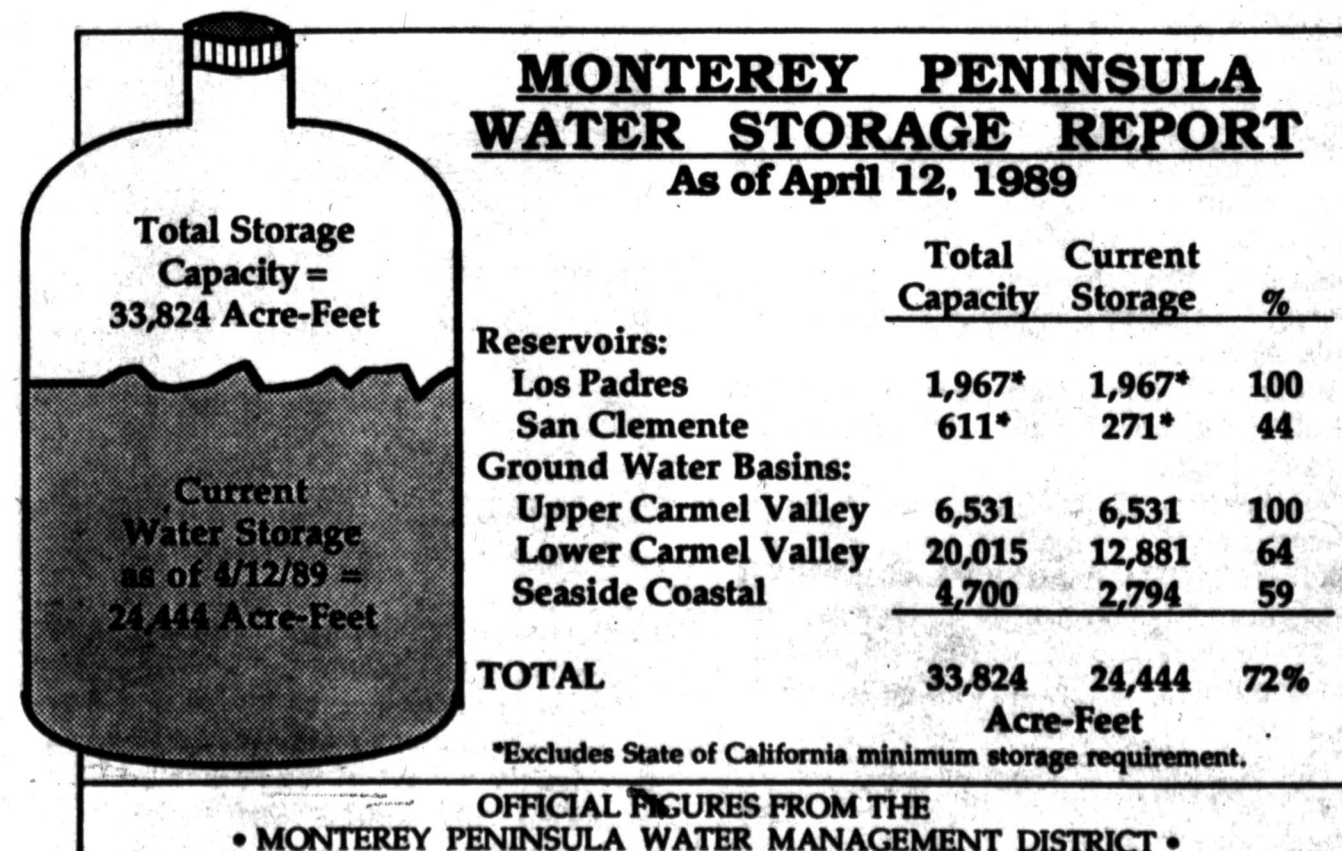 MONTEREY PENINSULA
WATER STORAGE REPORT
As of April 12, 1989
Total Storage
Capacity =
33,824 Acre-Feet
Current
Water Storage
as of 4/12/89 =
24,444 Acre-Feet
Total Current
Capacity Storage %
Reservoirs:
Los Padres 1,967* 1,967* 100
San Clemente 611* 271* 44
Ground Water Basins:
Upper Carmel Valley 6,531 6,531 100
Lower Carmel Valley 20,015 12,881 64
Seaside Coastal 4,700 2,794 59
TOTAL 33,824 24,444 72%
Acre-Feet
*Excludes State of California minimum storage requirement.
OFFICIAL FIGURES FROM THE
• MONTEREY PENINSULA WATER MANAGEMENT DISTRICT •